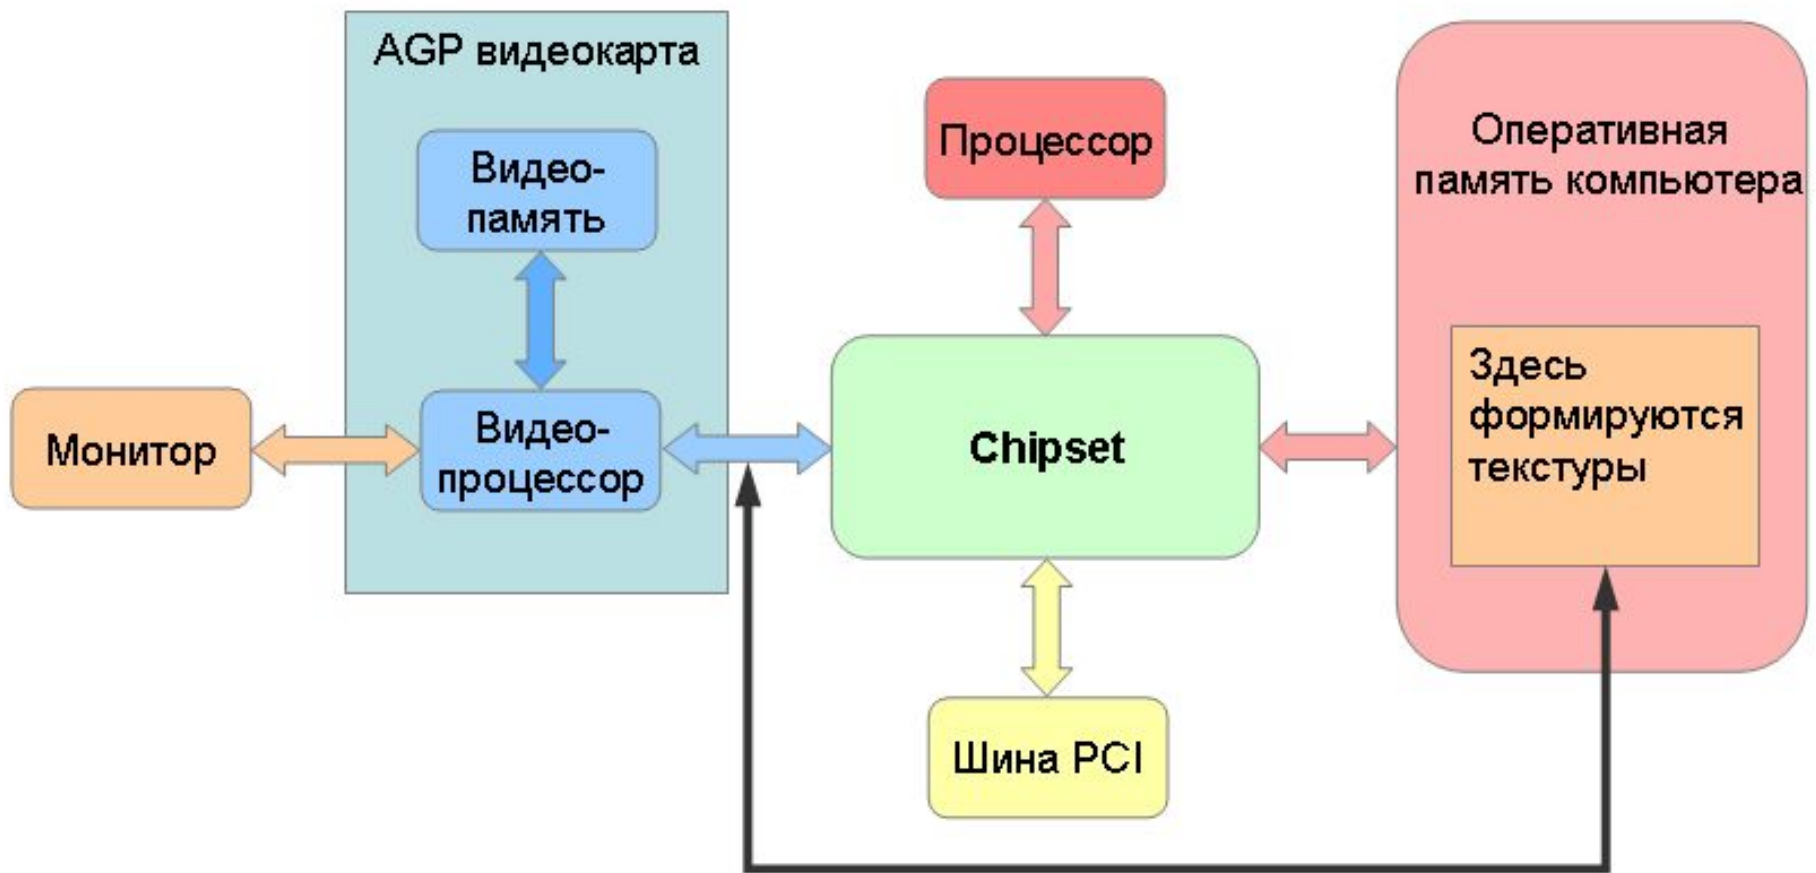 AGP видеокарта
Видео-
память
Процессор
Оперативная
память компьютера
Здесь
формируются
текстуры
Монитор
Видео-
процессор
Chipset
Шина PCI